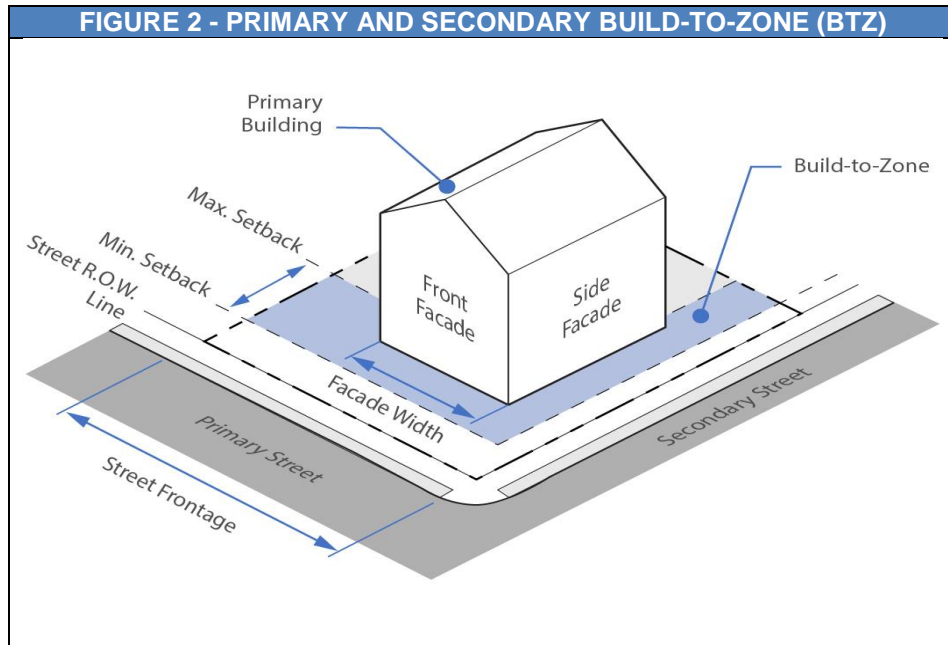 FIGURE 2 - PRIMARY AND SECONDARY BUILD-TO-ZONE (BTZ)
Primary
Building
Build-to-Zone
Max. Setback
Min. Setback
Street R.O.W.
Line
Front
Facade
Side
Facade
Facade Width
Primary Street
Secondary Street
Street Frontage